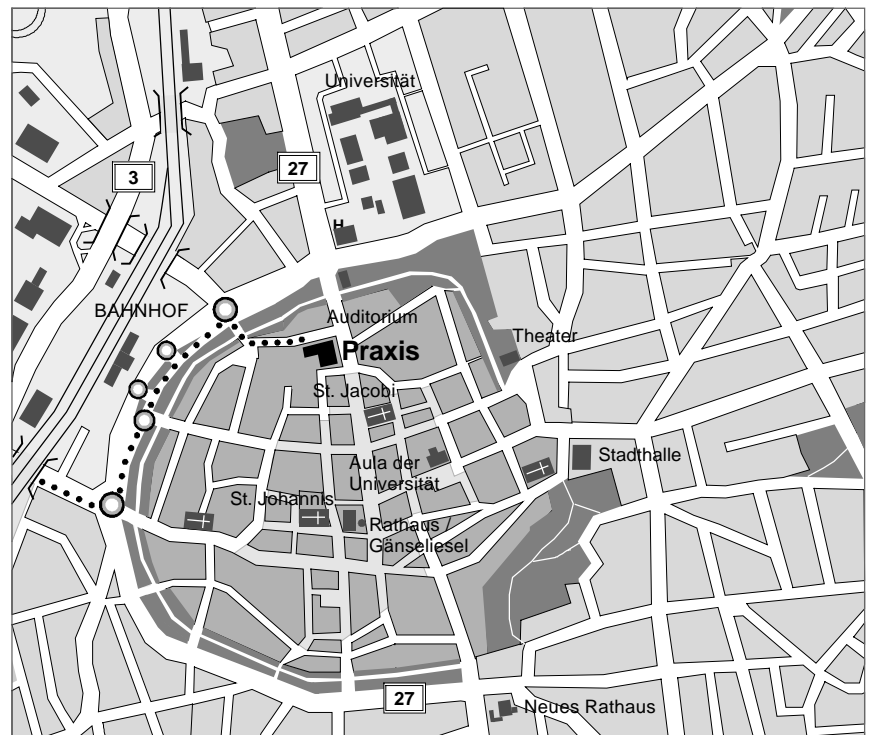 Universität
27
3
H
BAHNHOF
Auditorium
Theater
Praxis
St. Jacobi
Stadthalle
Aula der
Universität
St. Johannis
Rathaus
Gänseliesel
27
Neues Rathaus